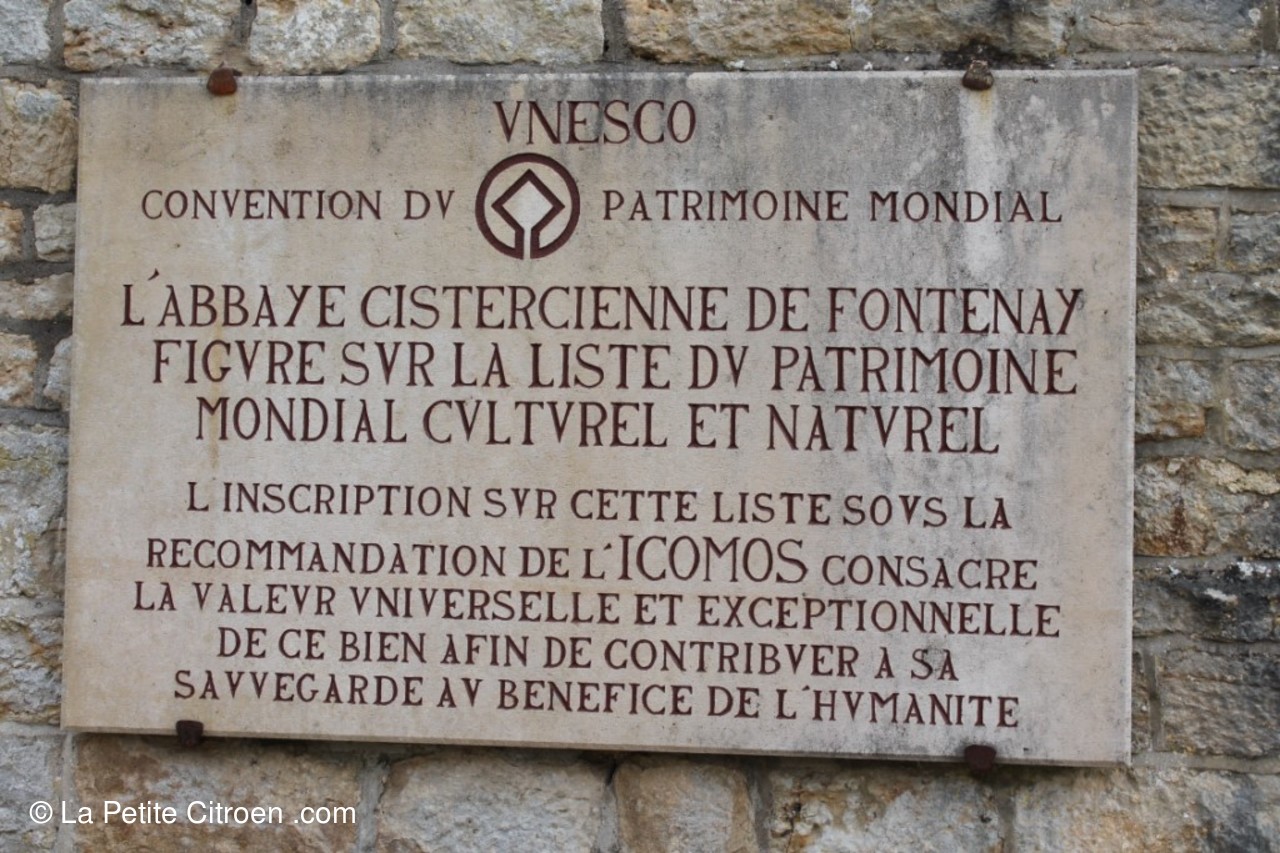 VNESCO
CONVENTION DV PATRIMOINE MONDIAL
L'ABBAYE CISTERCIENNE DE FONTENAY
FIGVRE SVR LA LISTE DV PATRIMOINE
MONDIAL CVLTVREL ET NATVREL
L INSCRIPTION SVR CETTE LISTE SOVS LA
RECOMMANDATION DE L'ICOMOS CONSACRE
LA VALEVR VNIVERSELLE ET EXCEPTIONNELLE
DE CE BIEN AFIN DE CONTRIBVER A SA
SAVVEGARDE AV BENEFICE DE L'HVMANITE
© La Petite Citroen .com